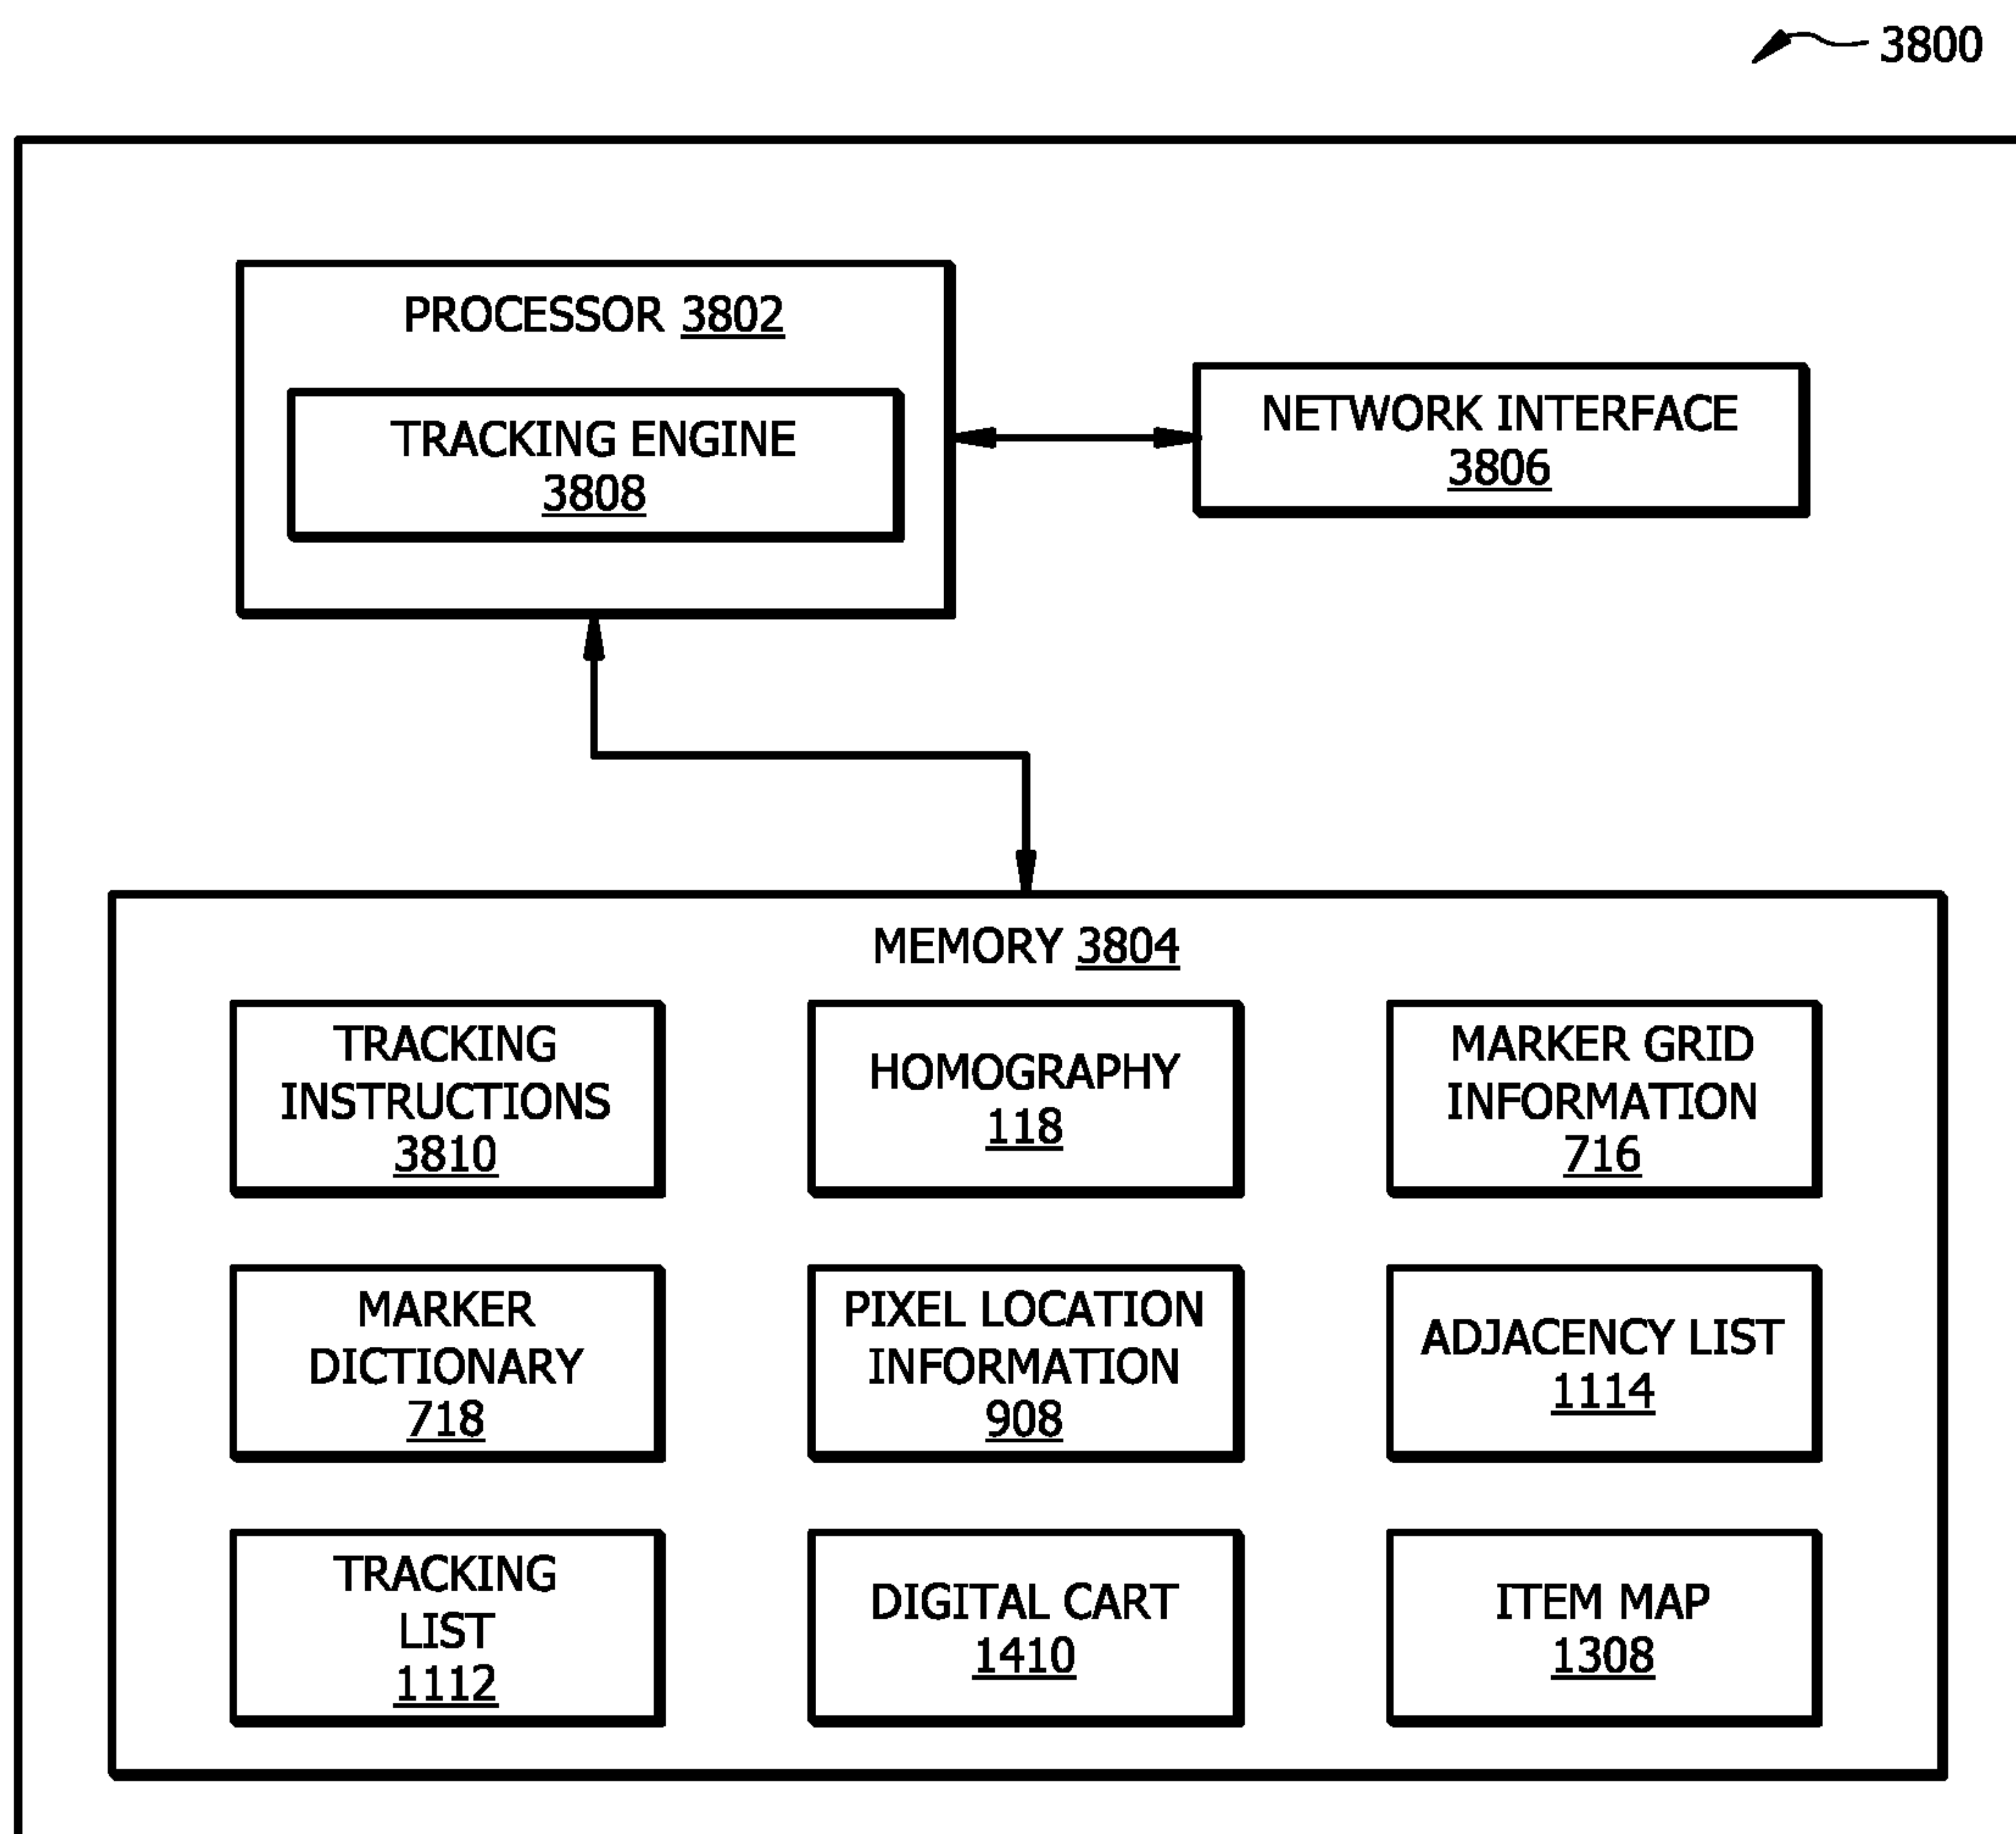 3800
PROCESSOR 3802
TRACKING ENGINE
3808
NETWORK INTERFACE
3806
MEMORY 3804
TRACKING
INSTRUCTIONS
3810
HOMOGRAPHY
118
MARKER GRID
INFORMATION
716
MARKER
DICTIONARY
718
PIXEL LOCATION
INFORMATION
908
ADJACENCY LIST
1114
TRACKING
LIST
1112
DIGITAL CART
1410
ITEM MAP
1308